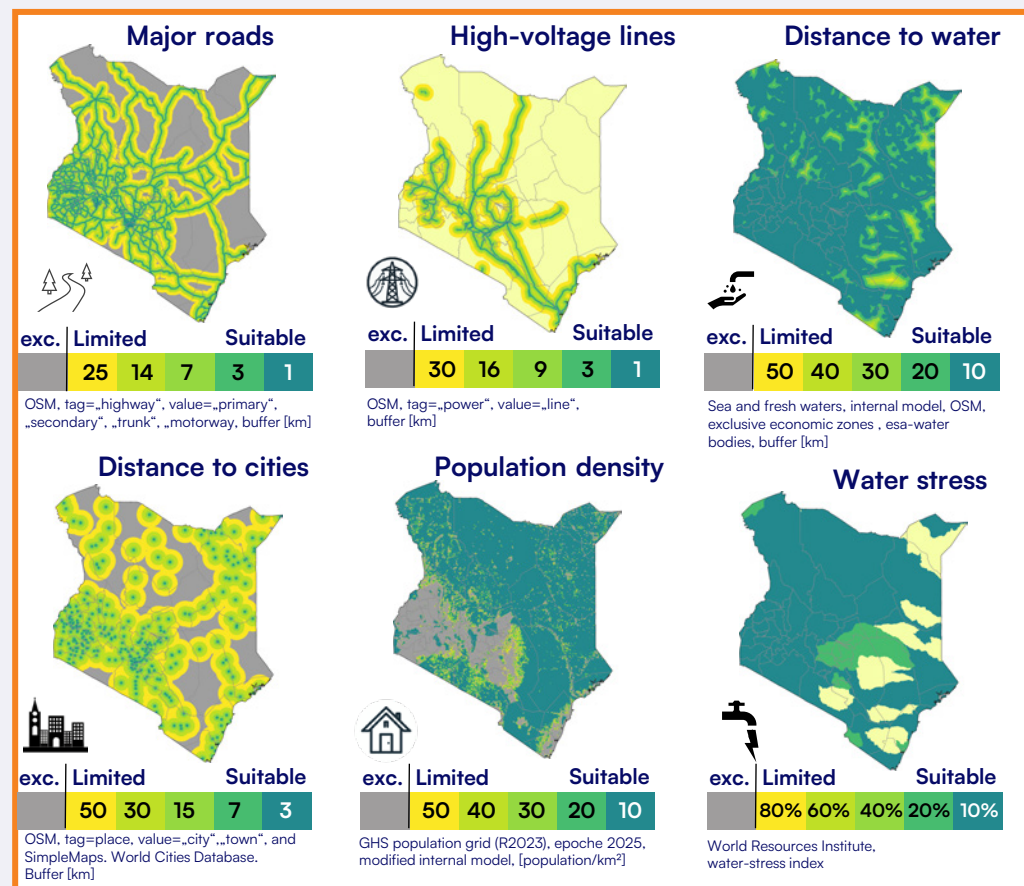 Major roads
exc. Limited Suitable
25 14 7 3 1
OSM, tag=„highway“, value=„primary“,
„secondary“, „trunk“, „motorway, buffer [km]
High-voltage lines
exc. Limited Suitable
30 16 9 3 1
OSM, tag=„power“, value=„line“,
buffer [km]
Distance to water
exc. Limited Suitable
50 40 30 20 10
Sea and fresh waters, internal model, OSM,
exclusive economic zones , esa-water
bodies, buffer [km]
Distance to cities
exc. Limited Suitable
50 30 15 7 3
OSM, tag=place, value=„city“,„town“, and
SimpleMaps. World Cities Database.
Buffer [km]
Population density
exc. Limited Suitable
50 40 30 20 10
GHS population grid (R2023), epoche 2025,
modified internal model, [population/km²]
Water stress
exc. Limited Suitable
80% 60% 40% 20% 10%
World Resources Institute,
water-stress index